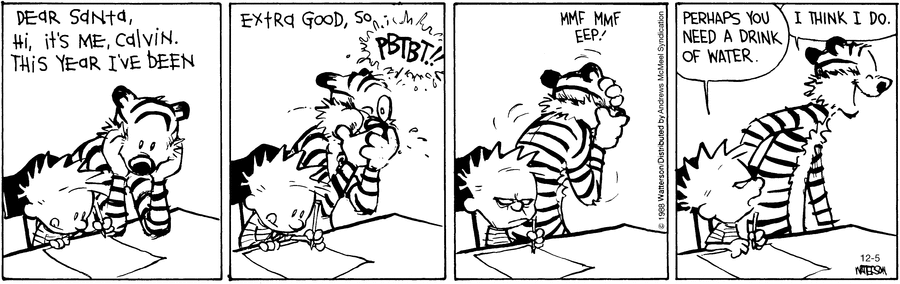 DEAR SANTA,
Hi, it's ME, CALVIN.
THIS YEAR I'VE BEEN
EXTRA GOOD, SO
PBTBT!!
MMF MMF
EEP!
© 1988 Watterson/Distributed by Andrews McMeel Syndication
PERHAPS YOU
NEED A DRINK
OF WATER.
I THINK I DO.
12-5
WATTERSON